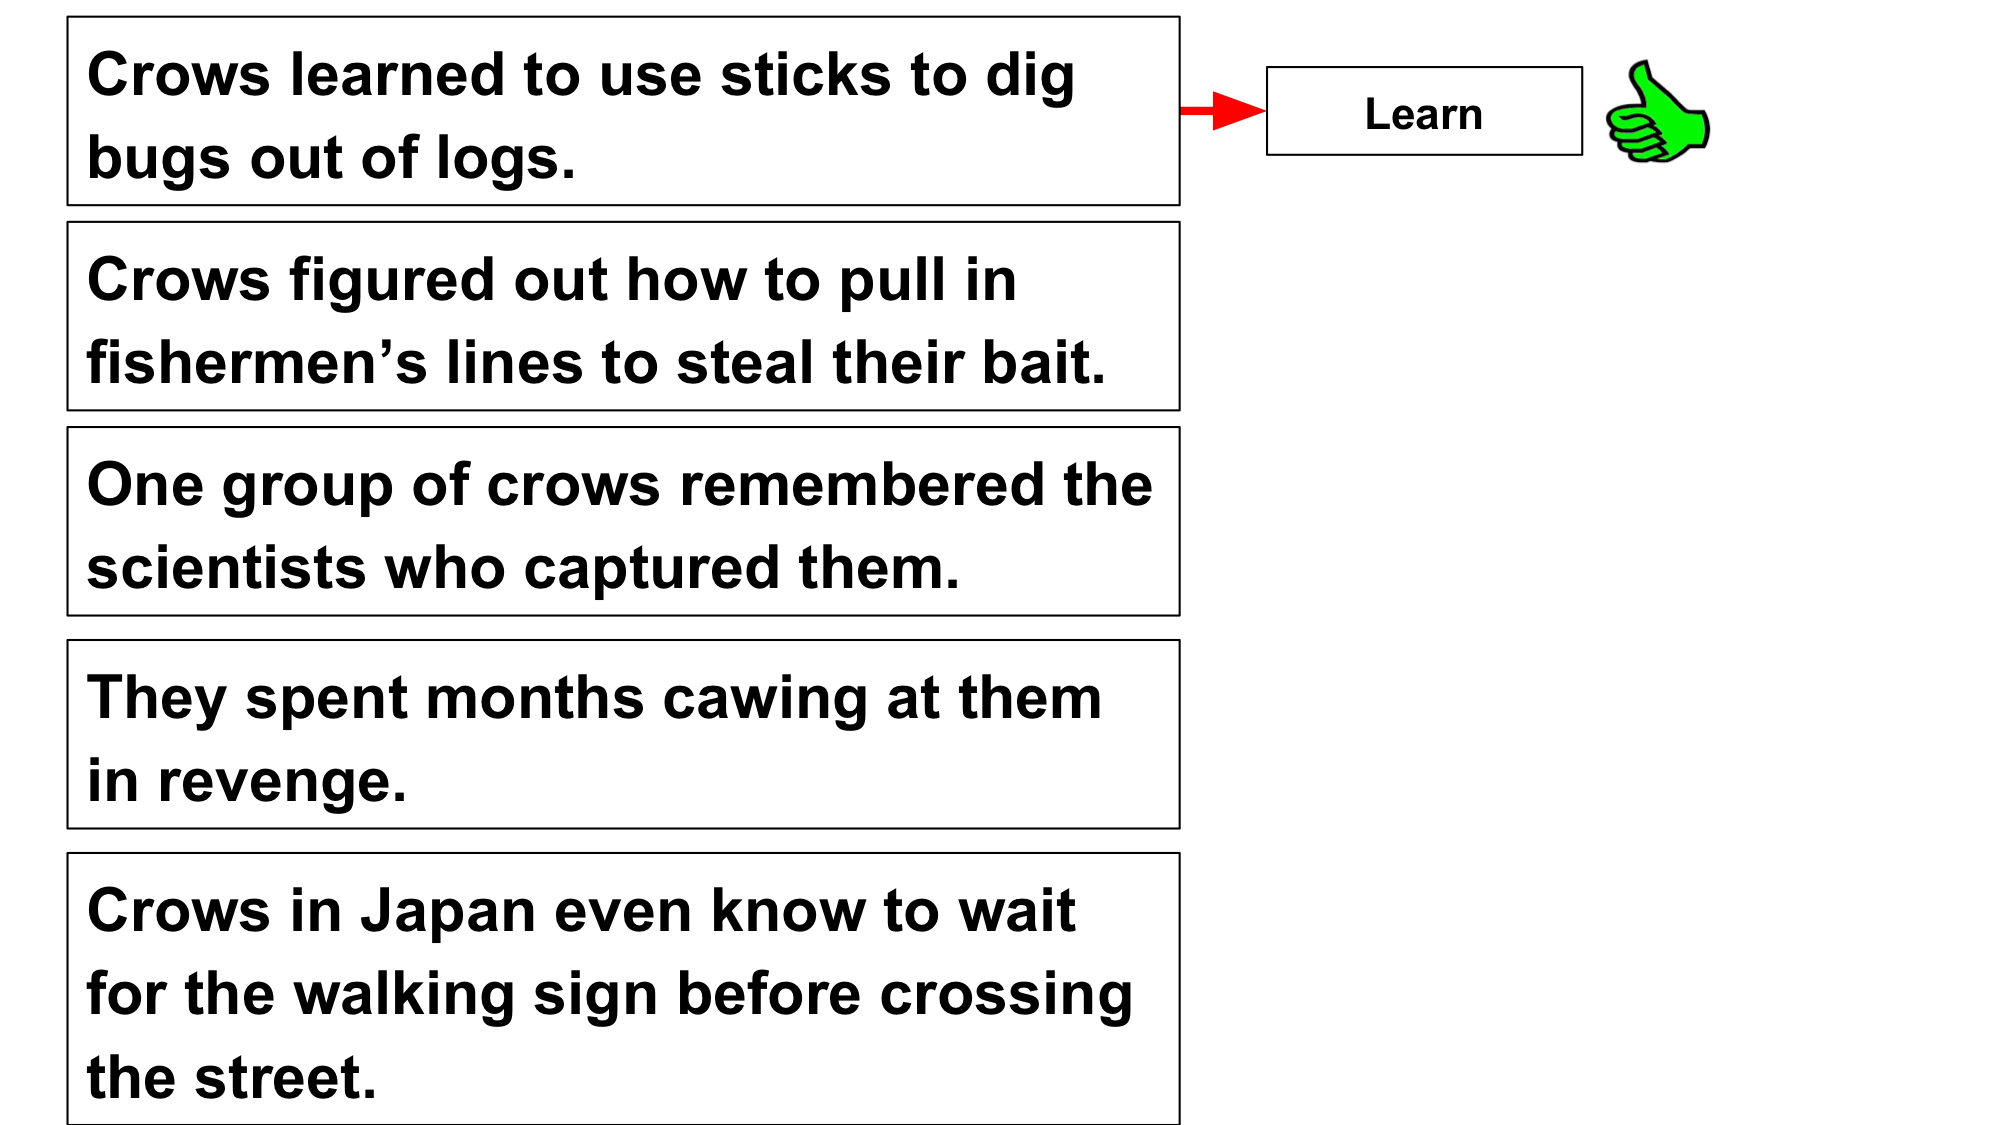 Crows learned to use sticks to dig
bugs out of logs.
Learn
Crows figured out how to pull in
fishermen’s lines to steal their bait.
One group of crows remembered the
scientists who captured them.
They spent months cawing at them
in revenge.
Crows in Japan even know to wait
for the walking sign before crossing
the street.